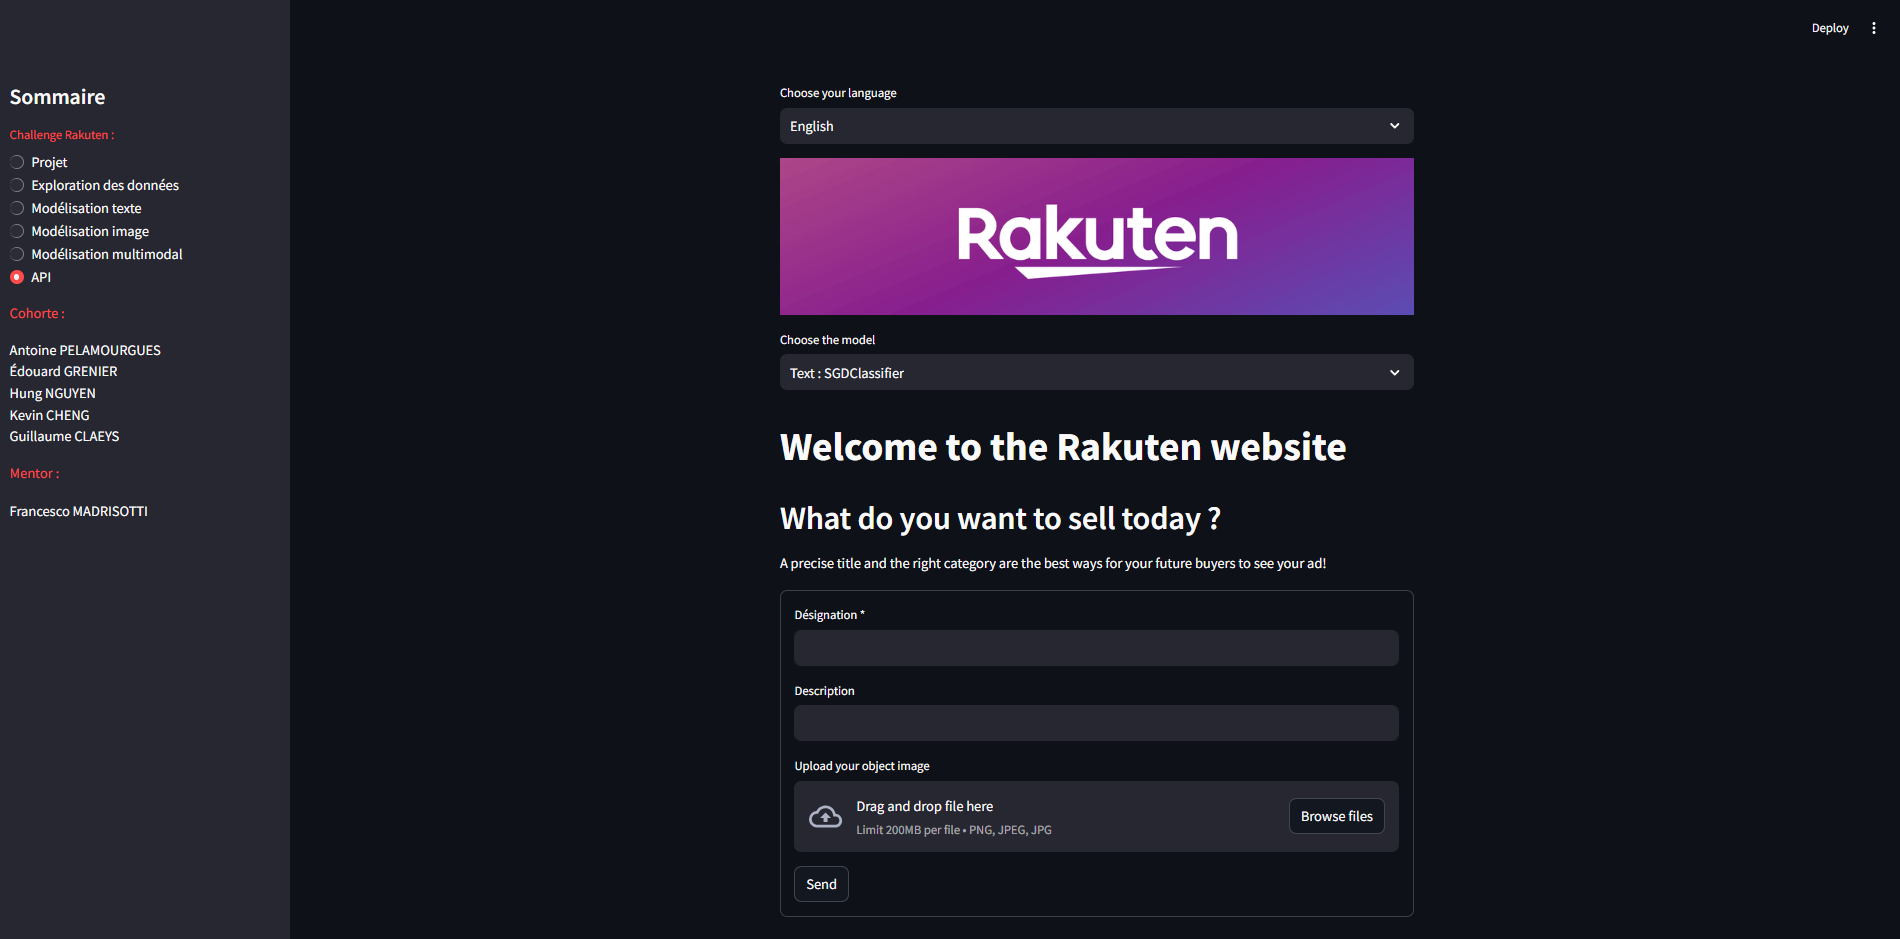 Deploy
Sommaire
Challenge Rakuten :
Projet
Exploration des données
Modélisation texte
Modélisation image
Modélisation multimodal
API
Cohorte :
Antoine PELAMOURGUES
Édouard GRENIER
Hung NGUYEN
Kevin CHENG
Guillaume CLAEYS
Mentor :
Francesco MADRISOTTI
Choose your language
English
Rakuten
Choose the model
Text : SGDClassifier
Welcome to the Rakuten website
What do you want to sell today ?
A precise title and the right category are the best ways for your future buyers to see your ad!
Désignation *
Description
Upload your object image
Drag and drop file here
Limit 200MB per file • PNG, JPEG, JPG
Browse files
Send